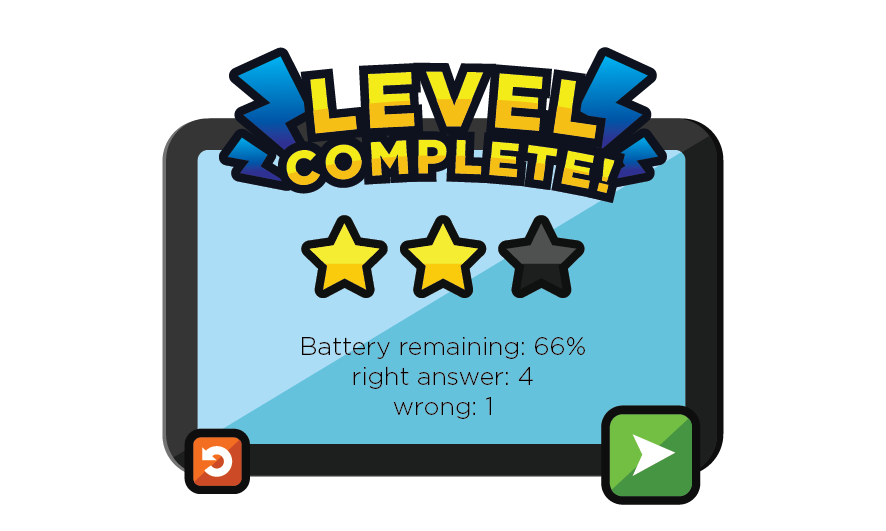 LEVEL
COMPLETE!
Battery remaining: 66%
right answer: 4
wrong: 1